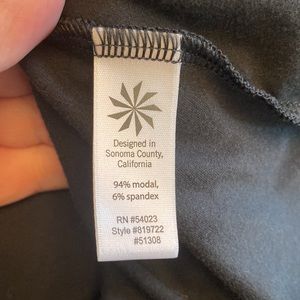 Designed in
Sonoma County,
California
94% modal,
6% spandex
RN #54023
Style #819722
#51308